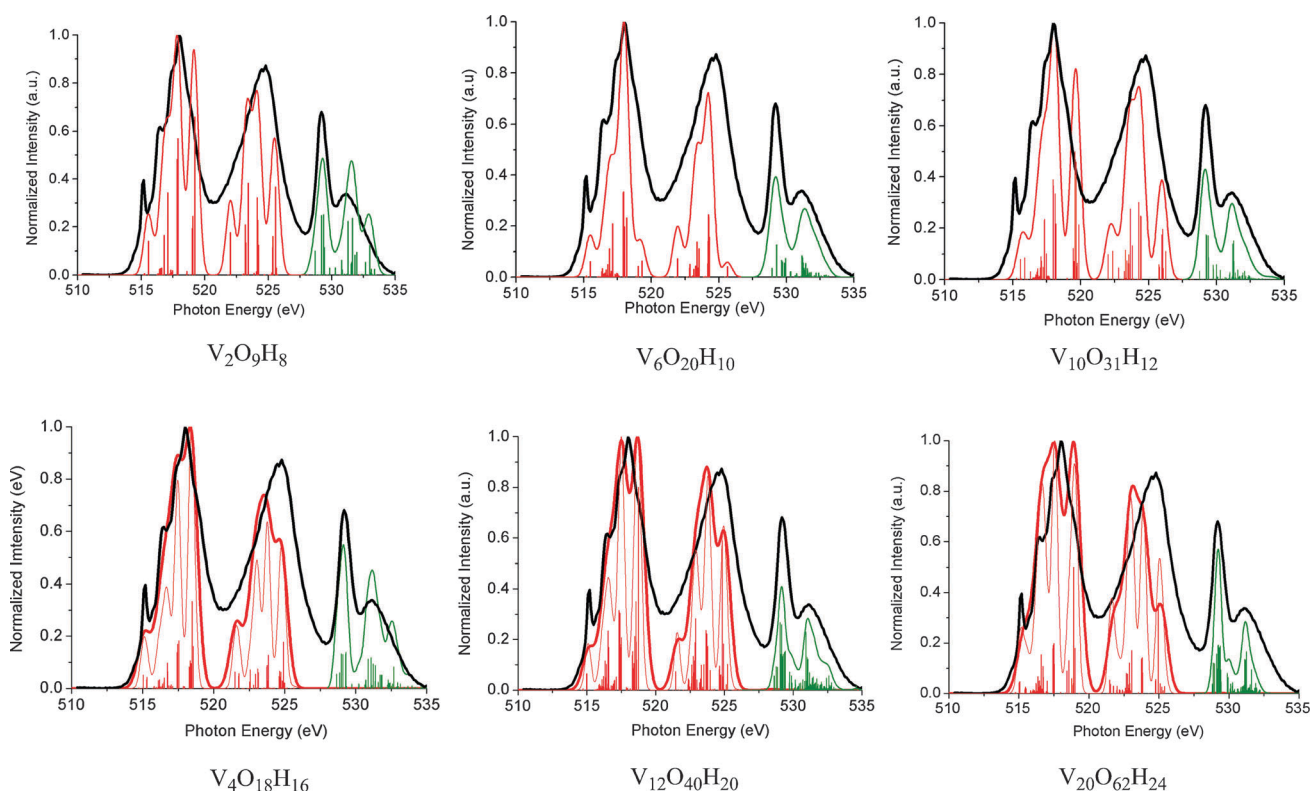 1.0
0.8
0.6
0.4
0.2
0.0
Normalized Intensity (a.u.)
510 515 520 525 530 535
Photon Energy (eV)
V2O9H8
1.0
0.8
0.6
0.4
0.2
0.0
Normalized Intensity (a.u)
510 515 520 525 530 535
Photon Energy (eV)
V6O20H10
1.0
0.8
0.6
0.4
0.2
0.0
Normalized Intensity (a.u.)
510 515 520 525 530 535
Photon Energy (eV)
V10O31H12
1.0
0.8
0.6
0.4
0.2
0.0
Normalized Intensity (eV)
510 515 520 525 530 535
Photon Energy (eV)
V4O18H16
1.0
0.8
0.6
0.4
0.2
0.0
Normalized Intensity (a.u.)
510 515 520 525 530 535
Photon Energy (eV)
V12O40H20
1.0
0.8
0.6
0.4
0.2
0.0
Normalized Intensity (a.u.)
510 515 520 525 530 535
Photon Energy (eV)
V20O62H24